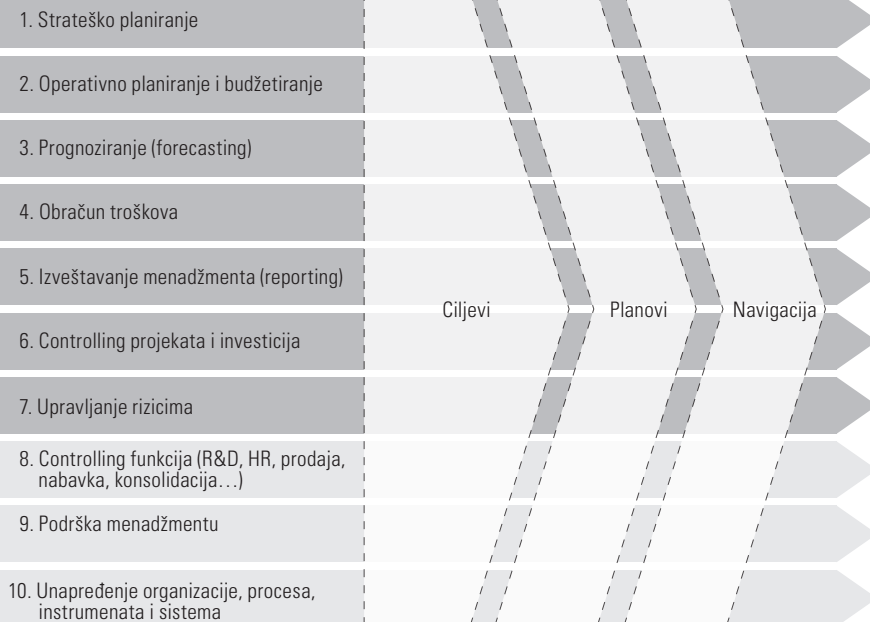 1. Strateško planiranje
2. Operativno planiranje i budžetiranje
3. Prognoziranje (forecasting)
4. Obračun troškova
5. Izveštavanje menadžmenta (reporting)
Ciljevi
Planovi
Navigacija
6. Controlling projekata i investicija
7. Upravljanje rizicima
8. Controlling funkcija (R&D, HR, prodaja,
nabavka, konsolidacija…)
9. Podrška menadžmentu
10. Unapređenje organizacije, procesa,
instrumenata i sistema